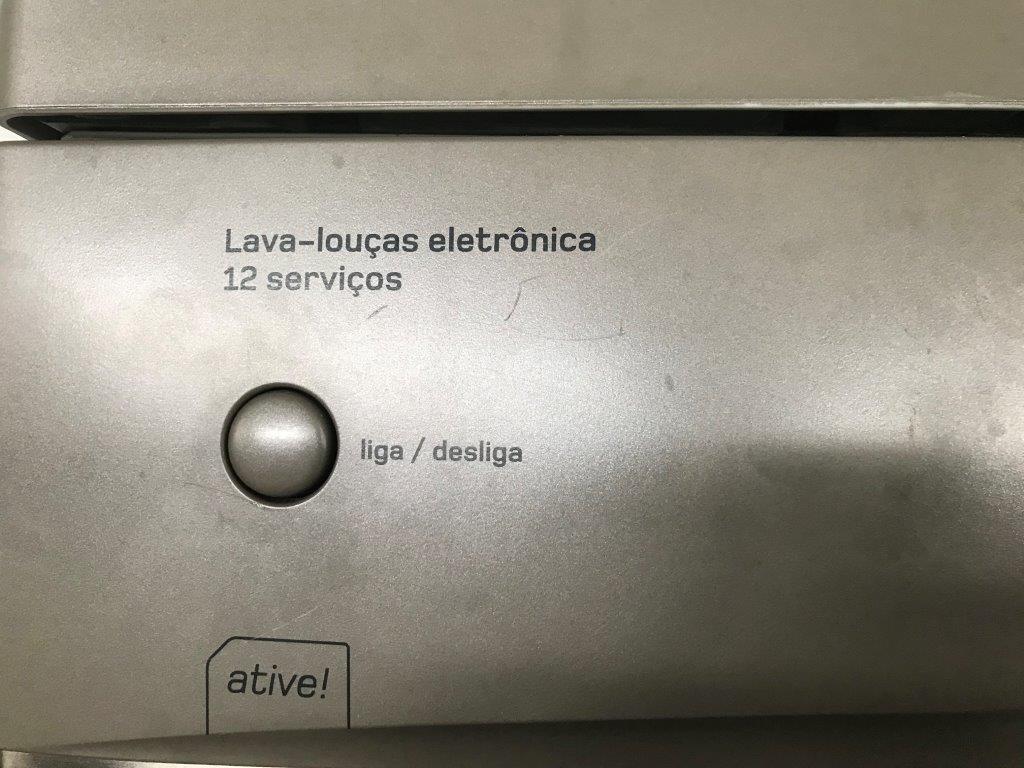 Lava-louças eletrônica
12 serviços
liga / desliga
ative!